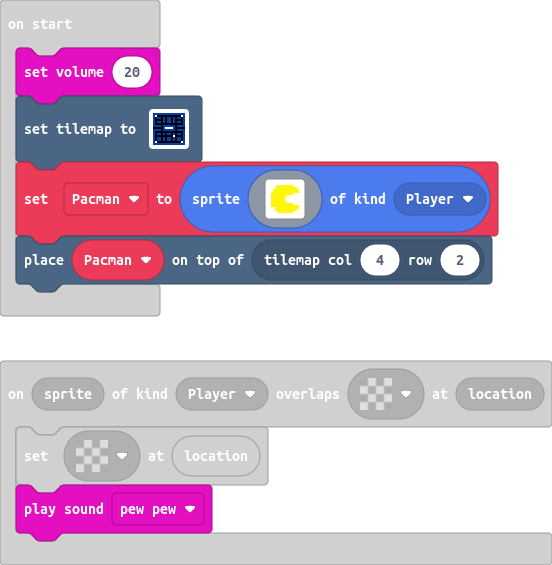 on start
set volume 20
set tilemap to
set Pacman to sprite of kind Player
place Pacman on top of tilemap col 4 row 2
on sprite of kind Player overlaps at location
set at location
play sound pew pew